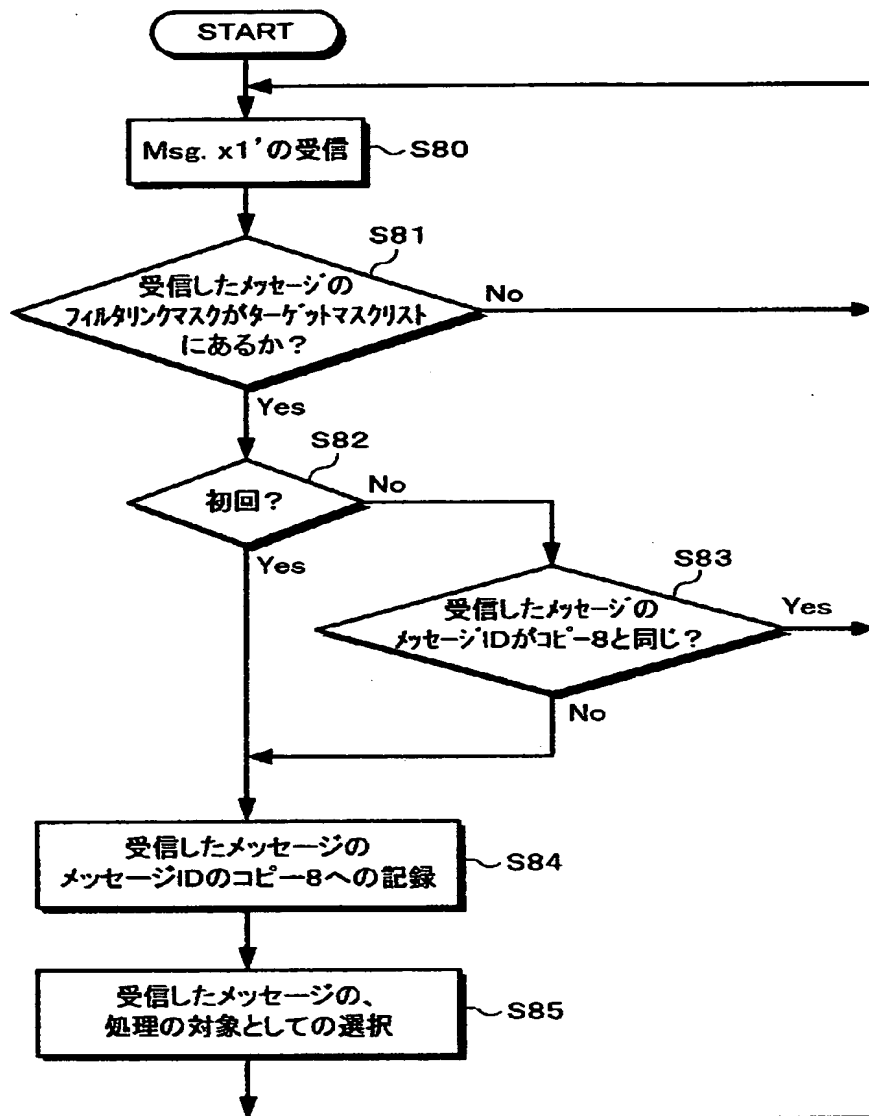 START
Msg. x1'の受信
S80
S81
受信したメッセージの
フィルタリンクマスクがターゲットマスクリスト
にあるか?
No
Yes
S82
初回?
No
Yes
S83
受信したメッセージの
メッセージIDがコピー8と同じ?
Yes
No
受信したメッセージの
メッセージIDのコピー8への記録
S84
受信したメッセージの、
処理の対象としての選択
S85